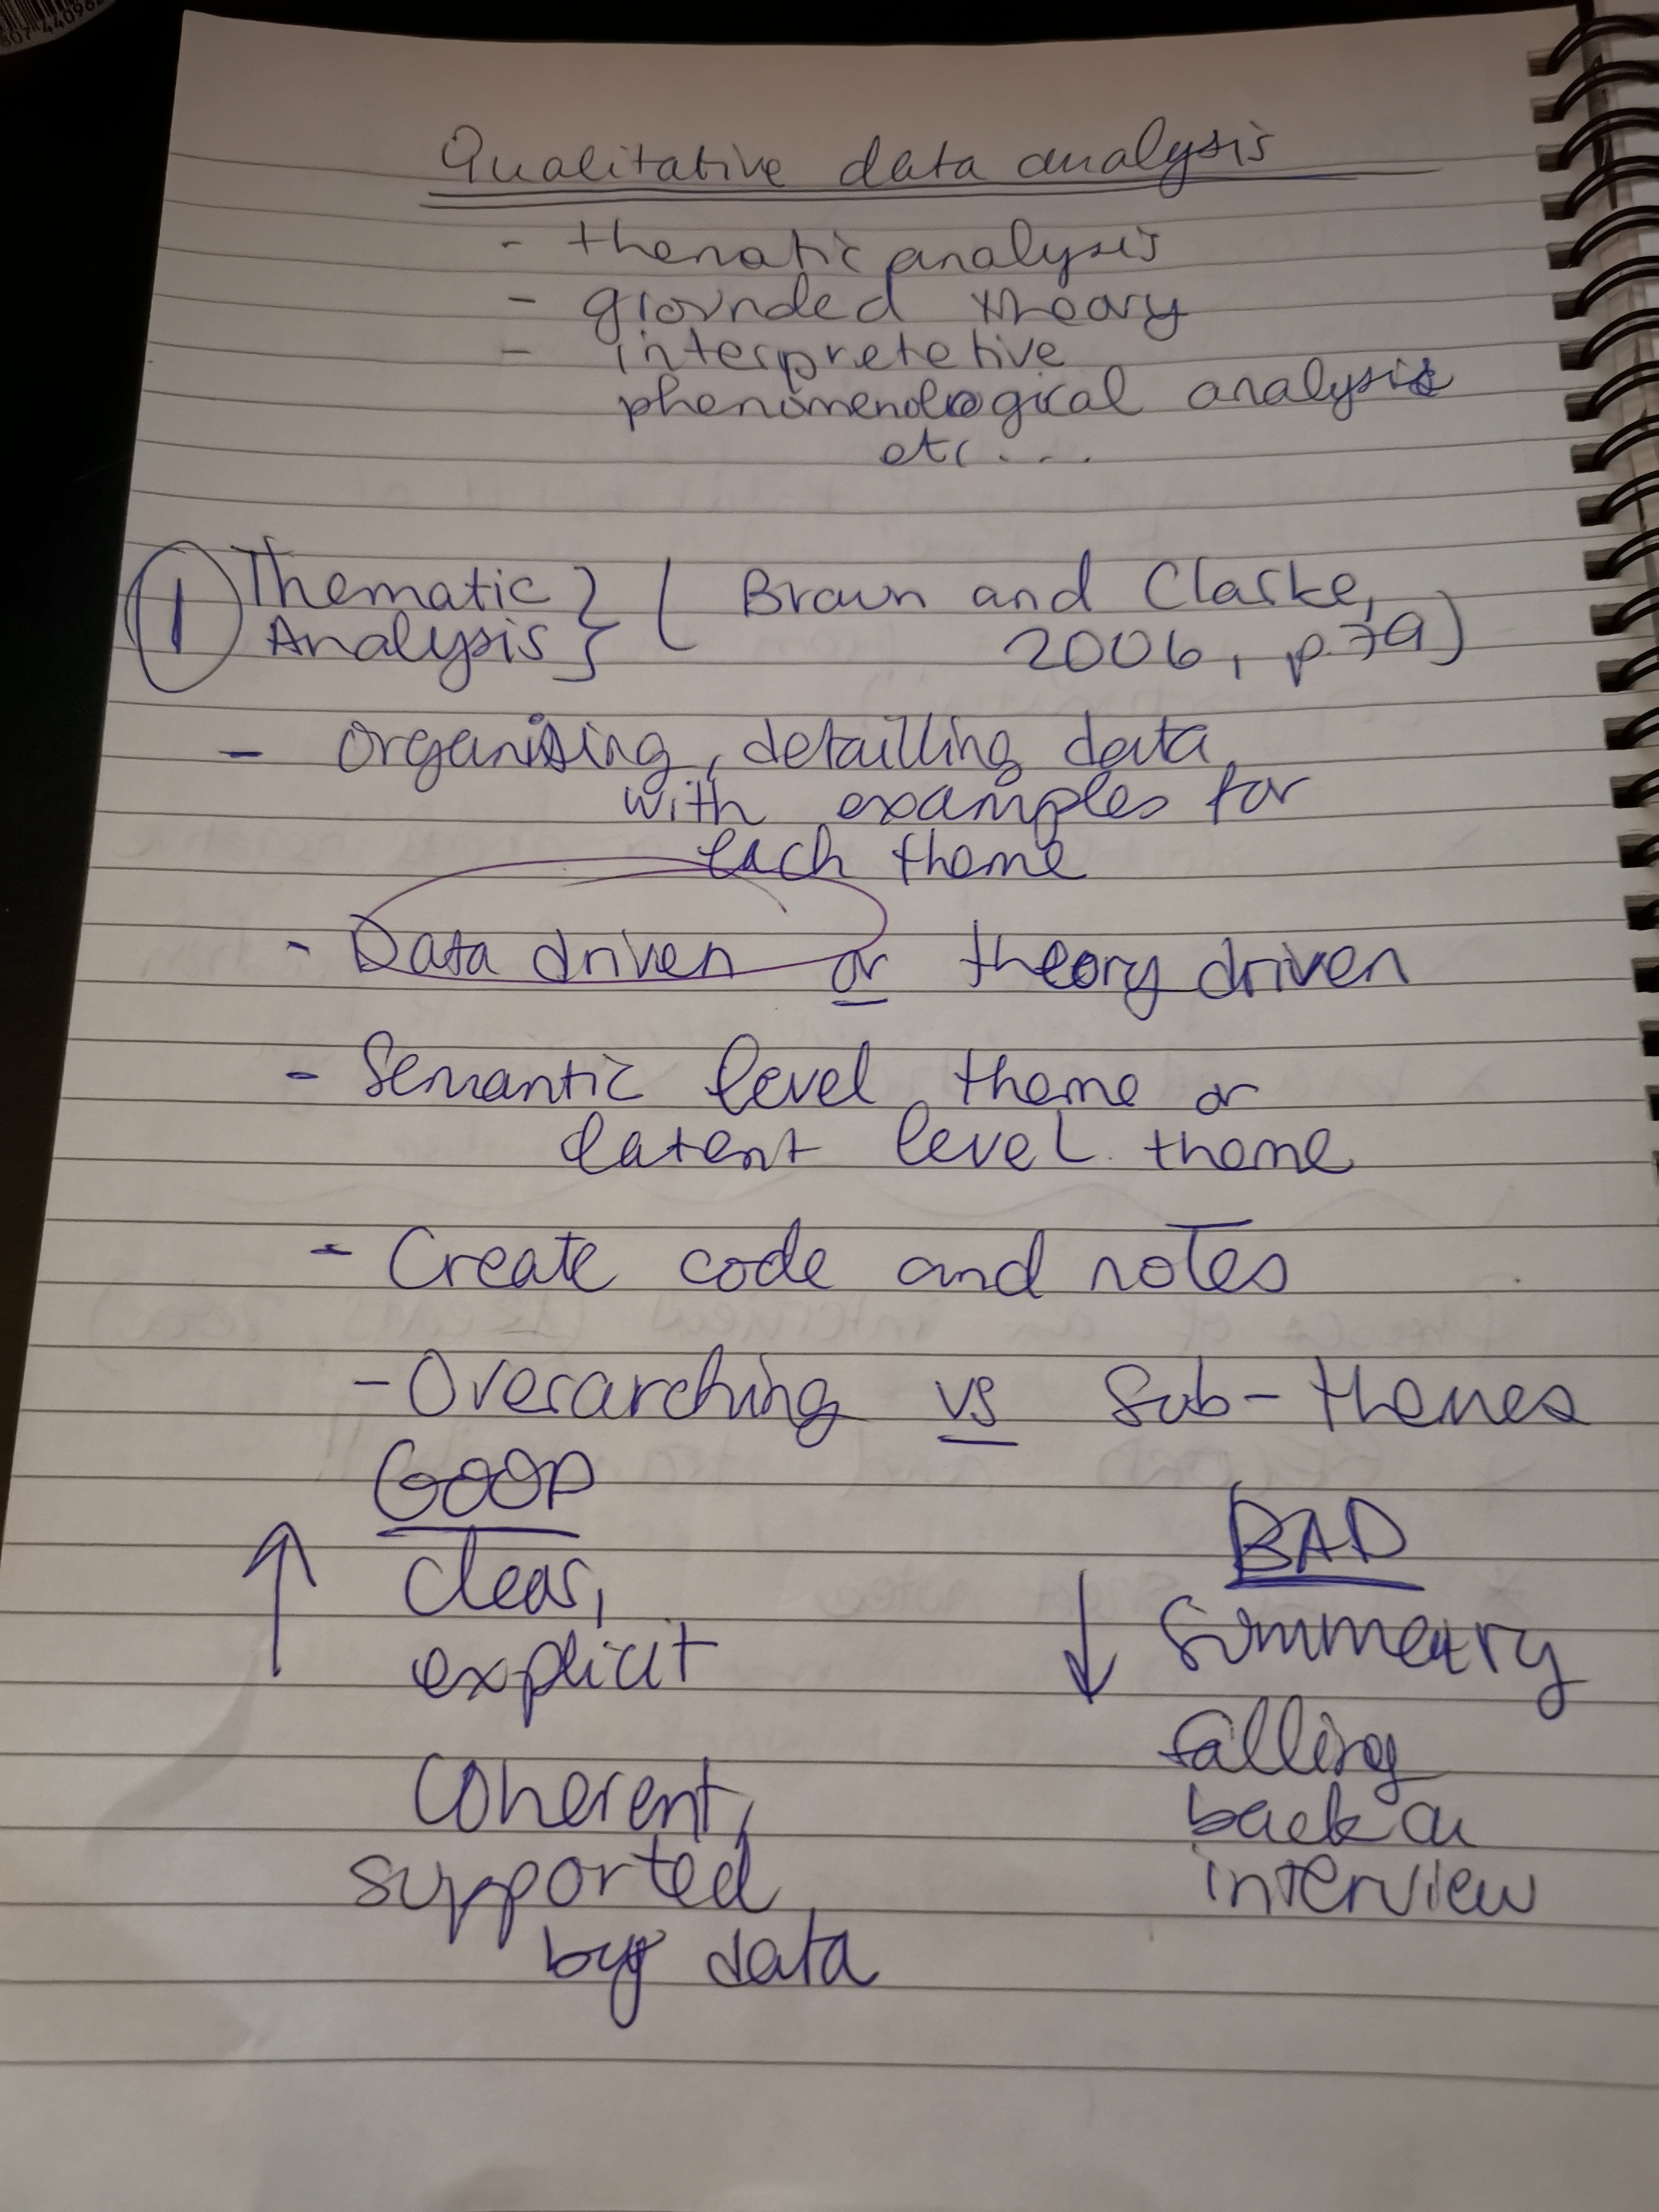 Qualitative data analysis
- thematic analysis
- grounded theory
- interpretetive
phenomenological analysis
etc....
1 Thematic } ( Braun and Clarke,
Analysis } 2006, p.79)
- Organising, detailling data
with examples for
each theme
- Data driven or theory driven
- Semantic level theme or
latent level theme
- Create code and notes
- Overarching vs Sub-themes
GOOD
BAD
↑ clear,
explicit
↓ Summary
falling
back on
interview
Coherent,
supported
by data